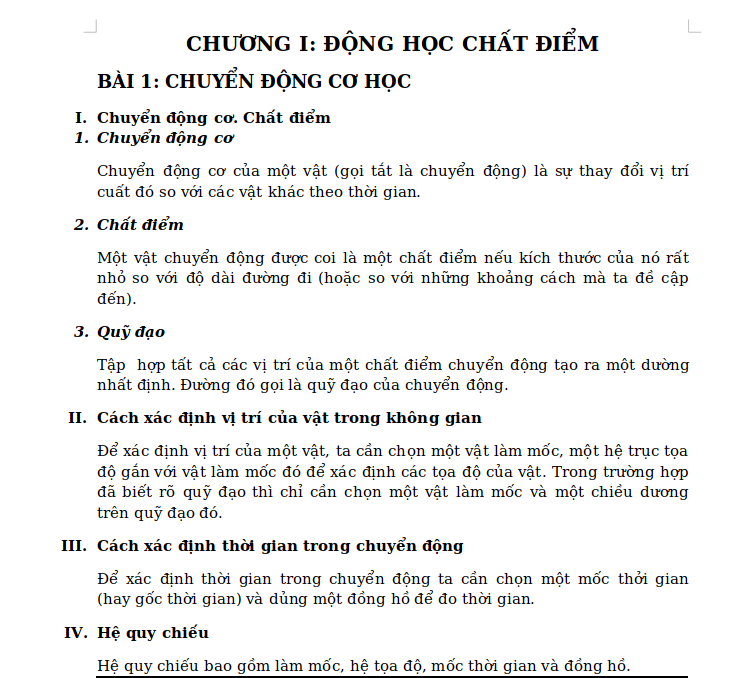 CHƯƠNG I: ĐỘNG HỌC CHẤT ĐIỂM
BÀI 1: CHUYỂN ĐỘNG CƠ HỌC
I. Chuyển động cơ. Chất điểm
1. Chuyển động cơ
Chuyển động cơ của một vật (gọi tắt là chuyển động) là sự thay đổi vị trí
cuất đó so với các vật khác theo thời gian.
2. Chất điểm
Một vật chuyển động được coi là một chất điểm nếu kích thước của nó rất
nhỏ so với độ dài đường đi (hoặc so với những khoảng cách mà ta đề cập
đến).
3. Quỹ đạo
Tập  hợp tất cả các vị trí của một chất điểm chuyển động tạo ra một dường
nhất định. Đường đó gọi là quỹ đạo của chuyển động.
II. Cách xác định vị trí của vật trong không gian
Để xác định vị trí của một vật, ta cần chọn một vật làm mốc, một hệ trục tọa
độ gắn với vật làm mốc đó để xác định các tọa độ của vật. Trong trường hợp
đã biết rõ quỹ đạo thì chỉ cần chọn một vật làm mốc và một chiều dương
trên quỹ đạo đó.
III. Cách xác định thời gian trong chuyển động
Để xác định thời gian trong chuyển động ta cần chọn một mốc thởi gian
(hay gốc thời gian) và dủng một đồng hồ để đo thời gian.
IV. Hệ quy chiếu
Hệ quy chiếu bao gồm làm mốc, hệ tọa độ, mốc thời gian và đồng hồ.